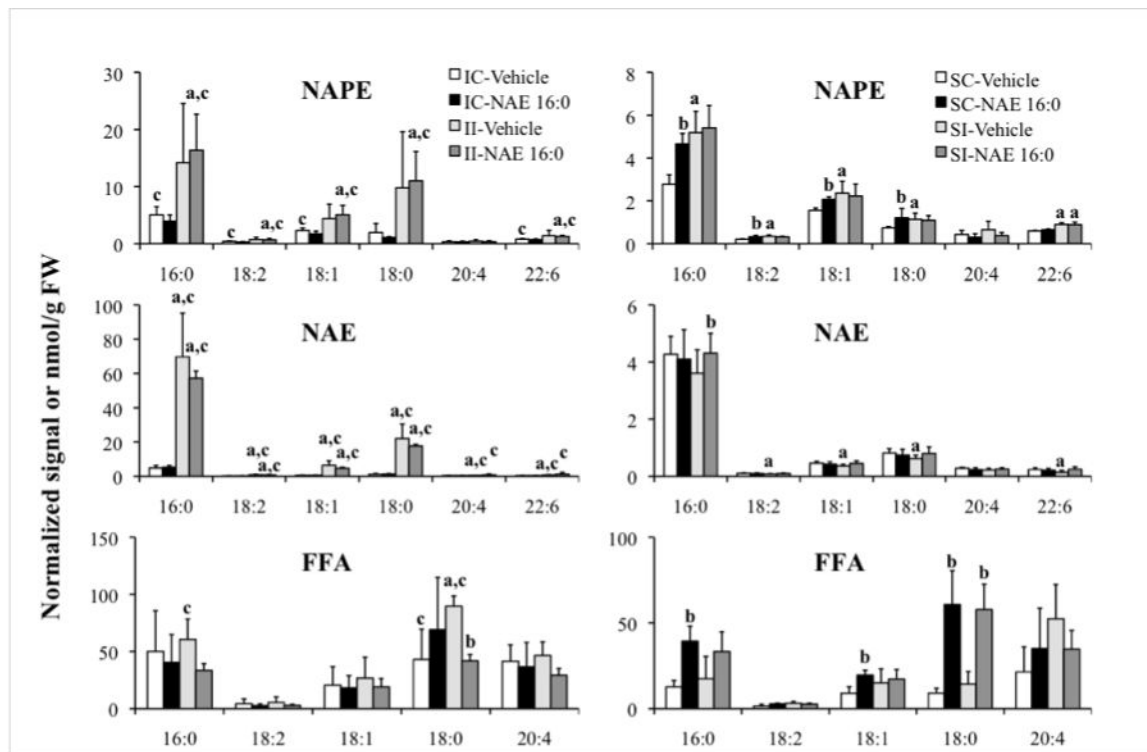 Normalized signal or nmol/g FW
NAPE
IC-Vehicle
IC-NAE 16:0
II-Vehicle
II-NAE 16:0
30
20
10
0
c
a,c
c
a,c
c
a,c
a,c
c
a,c
16:0 18:2 18:1 18:0 20:4 22:6
NAPE
SC-Vehicle
SC-NAE 16:0
SI-Vehicle
SI-NAE 16:0
8
6
4
2
0
b
a
b a
b
a
b
a
a a
16:0 18:2 18:1 18:0 20:4 22:6
NAE
100
80
60
40
20
0
a,c
a,c
a,c
a,c
a,c
a,c
a,c
a,c
a,c
c
a,c
c
16:0 18:2 18:1 18:0 20:4 22:6
NAE
6
4
2
0
b
a
a
a
a
16:0 18:2 18:1 18:0 20:4 22:6
FFA
150
100
50
0
c
c
a,c
b
16:0 18:2 18:1 18:0 20:4
FFA
100
50
0
b
b
b
b
16:0 18:2 18:1 18:0 20:4